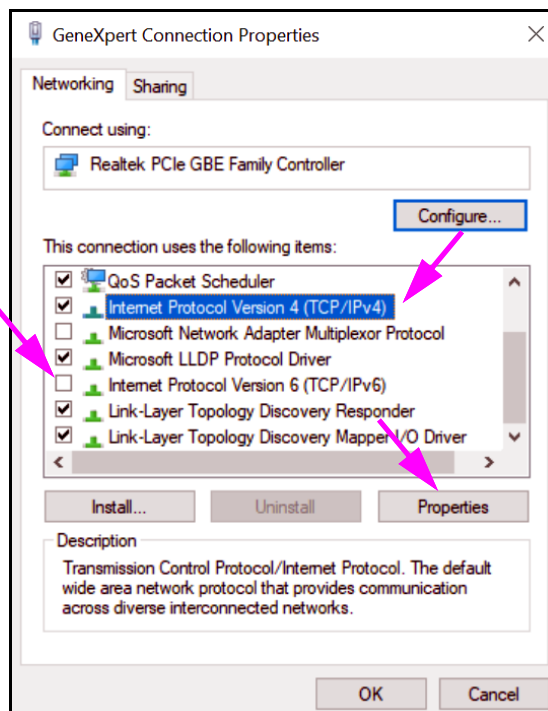 GeneXpert Connection Properties
Networking
Sharing
Connect using:
Realtek PCIe GBE Family Controller
Configure...
This connection uses the following items:
QoS Packet Scheduler
Internet Protocol Version 4 (TCP/IPv4)
Microsoft Network Adapter Multiplexor Protocol
Microsoft LLDP Protocol Driver
Internet Protocol Version 6 (TCP/IPv6)
Link-Layer Topology Discovery Responder
Link-Layer Topology Discovery Mapper I/O Driver
Install...
Uninstall
Properties
Description
Transmission Control Protocol/Internet Protocol. The default
wide area network protocol that provides communication
across diverse interconnected networks.
OK
Cancel